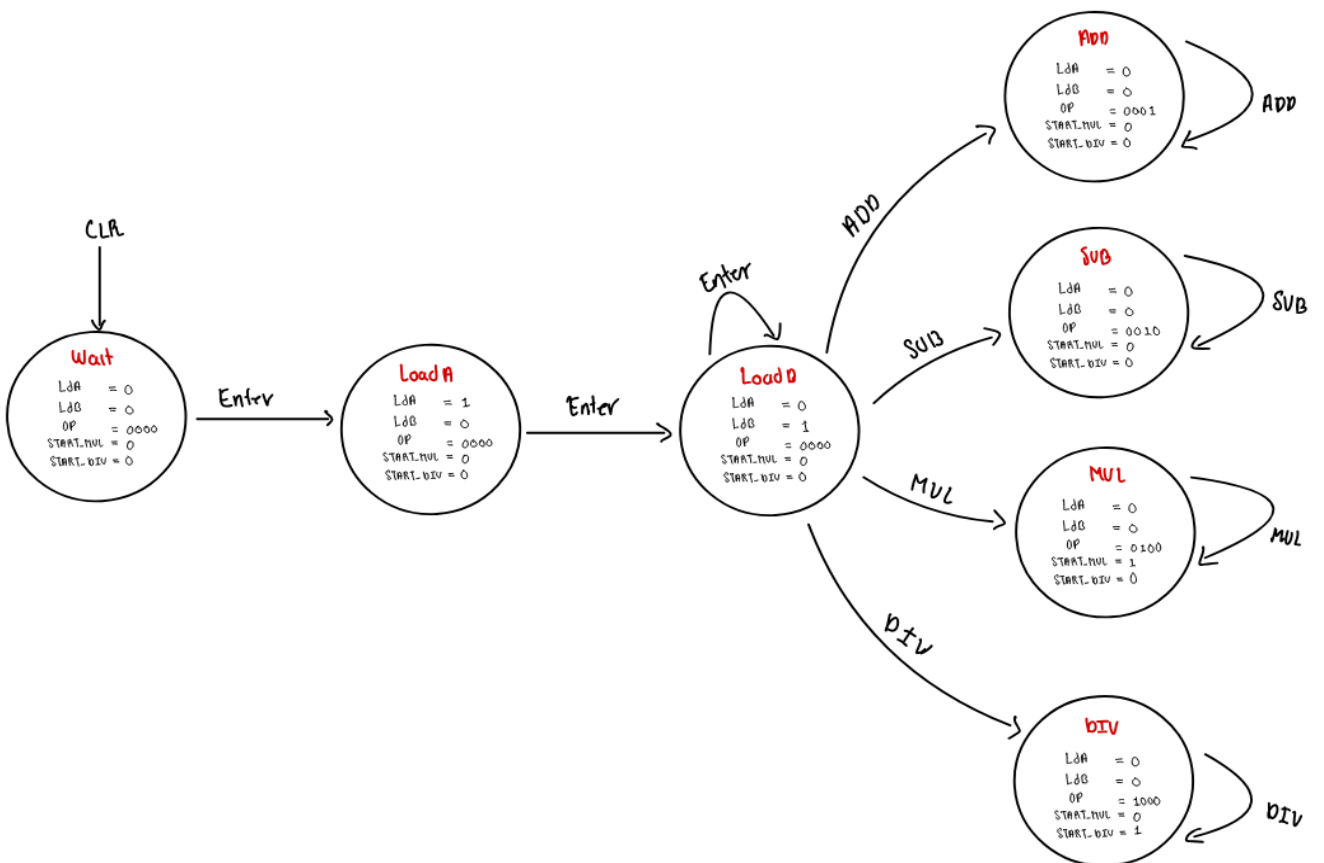 CLR
Wait
LdA = 0
LdB = 0
OP = 0000
START_MUL = 0
START_DIV = 0
Enter
Load A
LdA = 1
LdB = 0
OP = 0000
START_MUL = 0
START_DIV = 0
Enter
Enter
Load D
LdA = 0
LdB = 1
OP = 0000
START_MUL = 0
START_DIV = 0
ADD
ADD
LdA = 0
LdB = 0
OP = 0001
START_MUL = 0
START_DIV = 0
ADD
SUB
SUB
LdA = 0
LdB = 0
OP = 0010
START_MUL = 0
START_DIV = 0
SUB
MUL
MUL
LdA = 0
LdB = 0
OP = 0100
START_MUL = 1
START_DIV = 0
MUL
DIV
DIV
LdA = 0
LdB = 0
OP = 1000
START_MUL = 0
START_DIV = 1
DIV